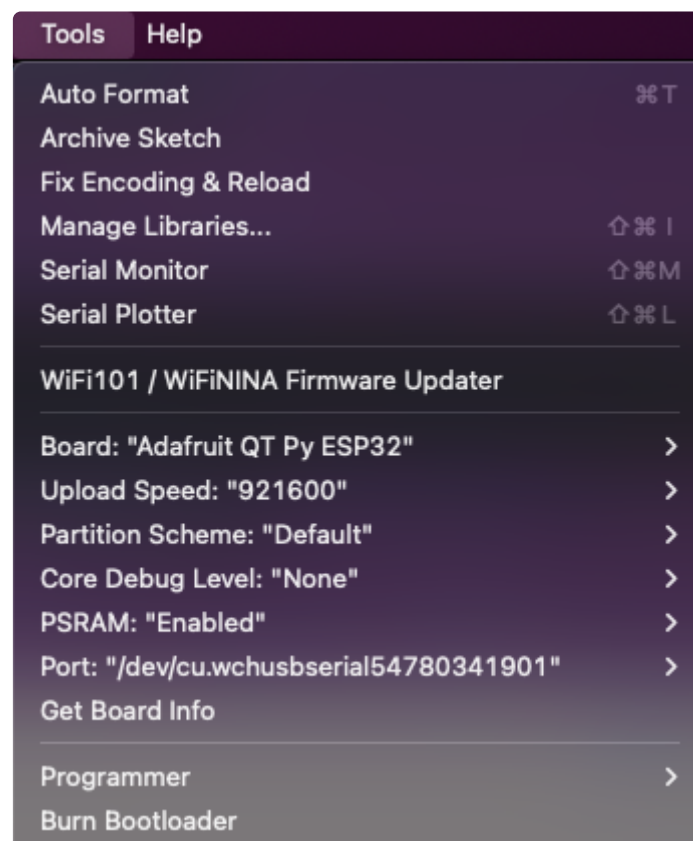 Tools Help
Auto Format ⌘T
Archive Sketch
Fix Encoding & Reload
Manage Libraries... ⇧⌘I
Serial Monitor ⇧⌘M
Serial Plotter ⇧⌘L
WiFi101 / WiFiNINA Firmware Updater
Board: "Adafruit QT Py ESP32" >
Upload Speed: "921600" >
Partition Scheme: "Default" >
Core Debug Level: "None" >
PSRAM: "Enabled" >
Port: "/dev/cu.wchusbserial54780341901" >
Get Board Info
Programmer >
Burn Bootloader